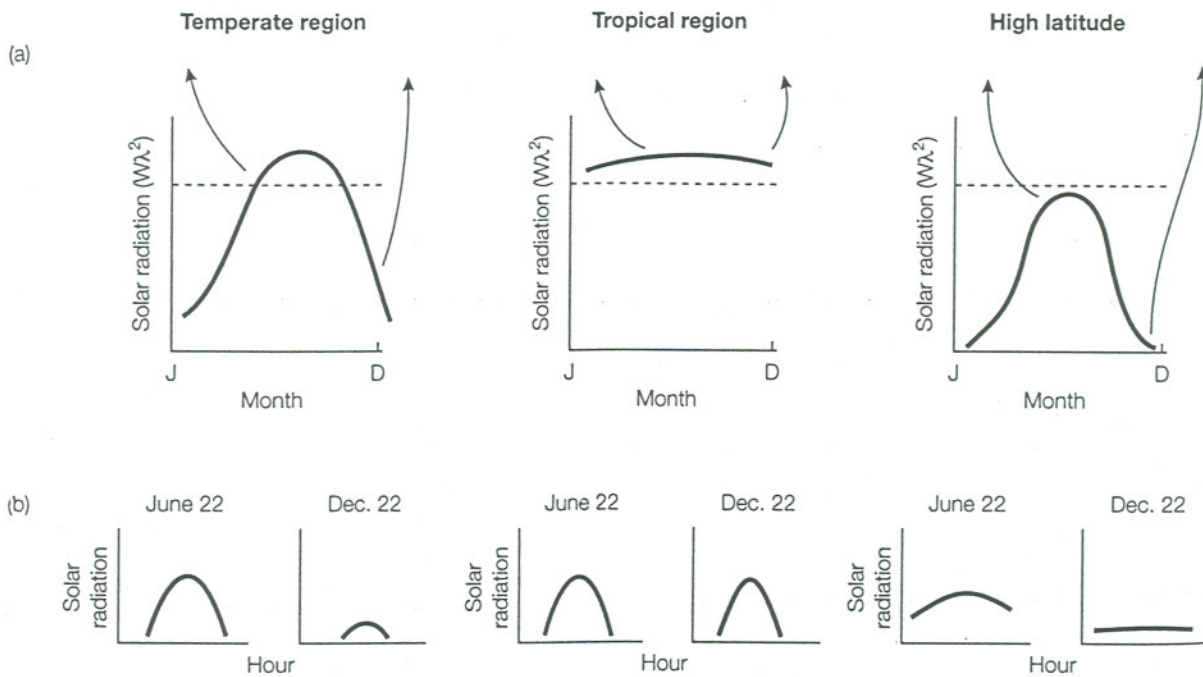 Temperate region
Tropical region
High latitude
(a)
Solar radiation (Wλ²)
J
D
Month
Solar radiation (Wλ²)
J
D
Month
Solar radiation (Wλ²)
J
D
Month
(b)
June 22
Dec. 22
Solar
radiation
Hour
June 22
Dec. 22
Solar
radiation
Hour
June 22
Dec. 22
Solar
radiation
Hour